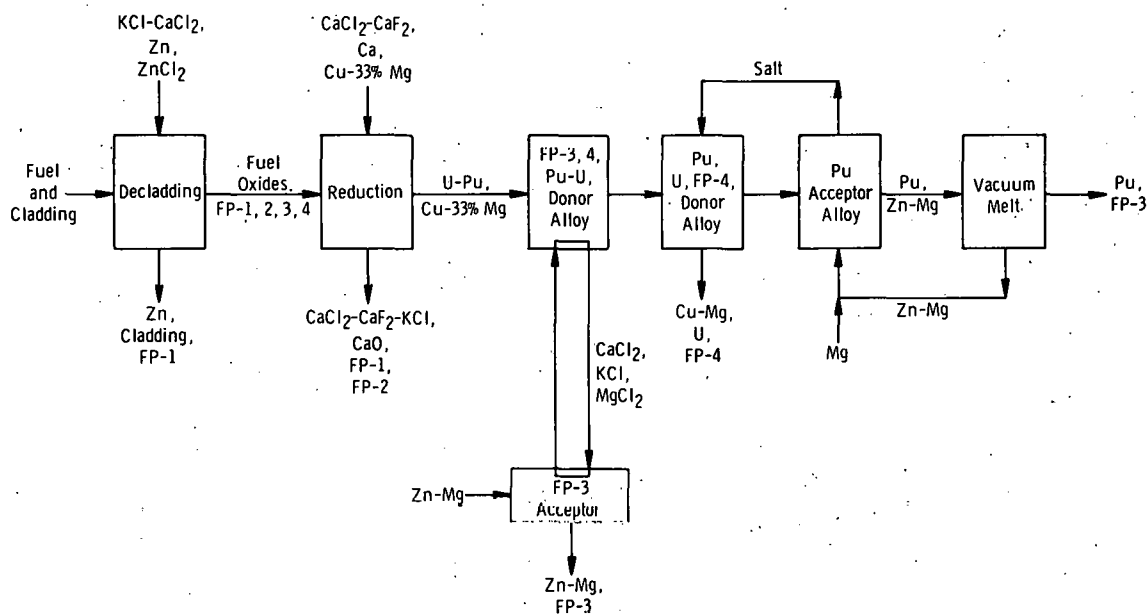 KCl-CaCl2,
Zn,
ZnCl2
CaCl2-CaF2,
Ca,
Cu-33% Mg
Salt
Fuel
and
Cladding
Decladding
Fuel
Oxides.
FP-1, 2, 3, 4
Reduction
U-Pu,
Cu-33% Mg
FP-3, 4,
Pu-U,
Donor
Alloy
Pu,
U, FP-4,
Donor
Alloy
Pu
Acceptor
Alloy
Pu,
Zn-Mg
Vacuum
Melt
Pu,
FP-3
Zn,
Cladding,
FP-1
CaCl2-CaF2-KCl,
CaO,
FP-1,
FP-2
CaCl2,
KCl,
MgCl2
Cu-Mg,
U,
FP-4
Zn-Mg
Mg
Zn-Mg
FP-3
Acceptor
Zn-Mg,
FP-3